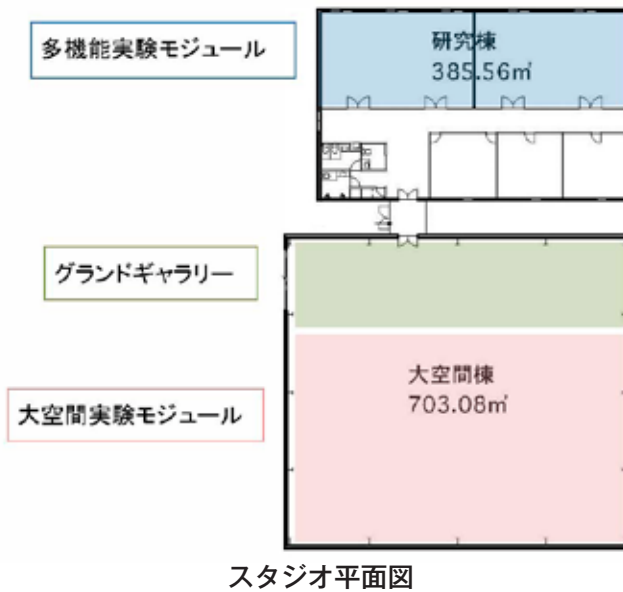 多機能実験モジュール
研究棟
385.56㎡
グランドギャラリー
大空間棟
703.08㎡
大空間実験モジュール
スタジオ平面図